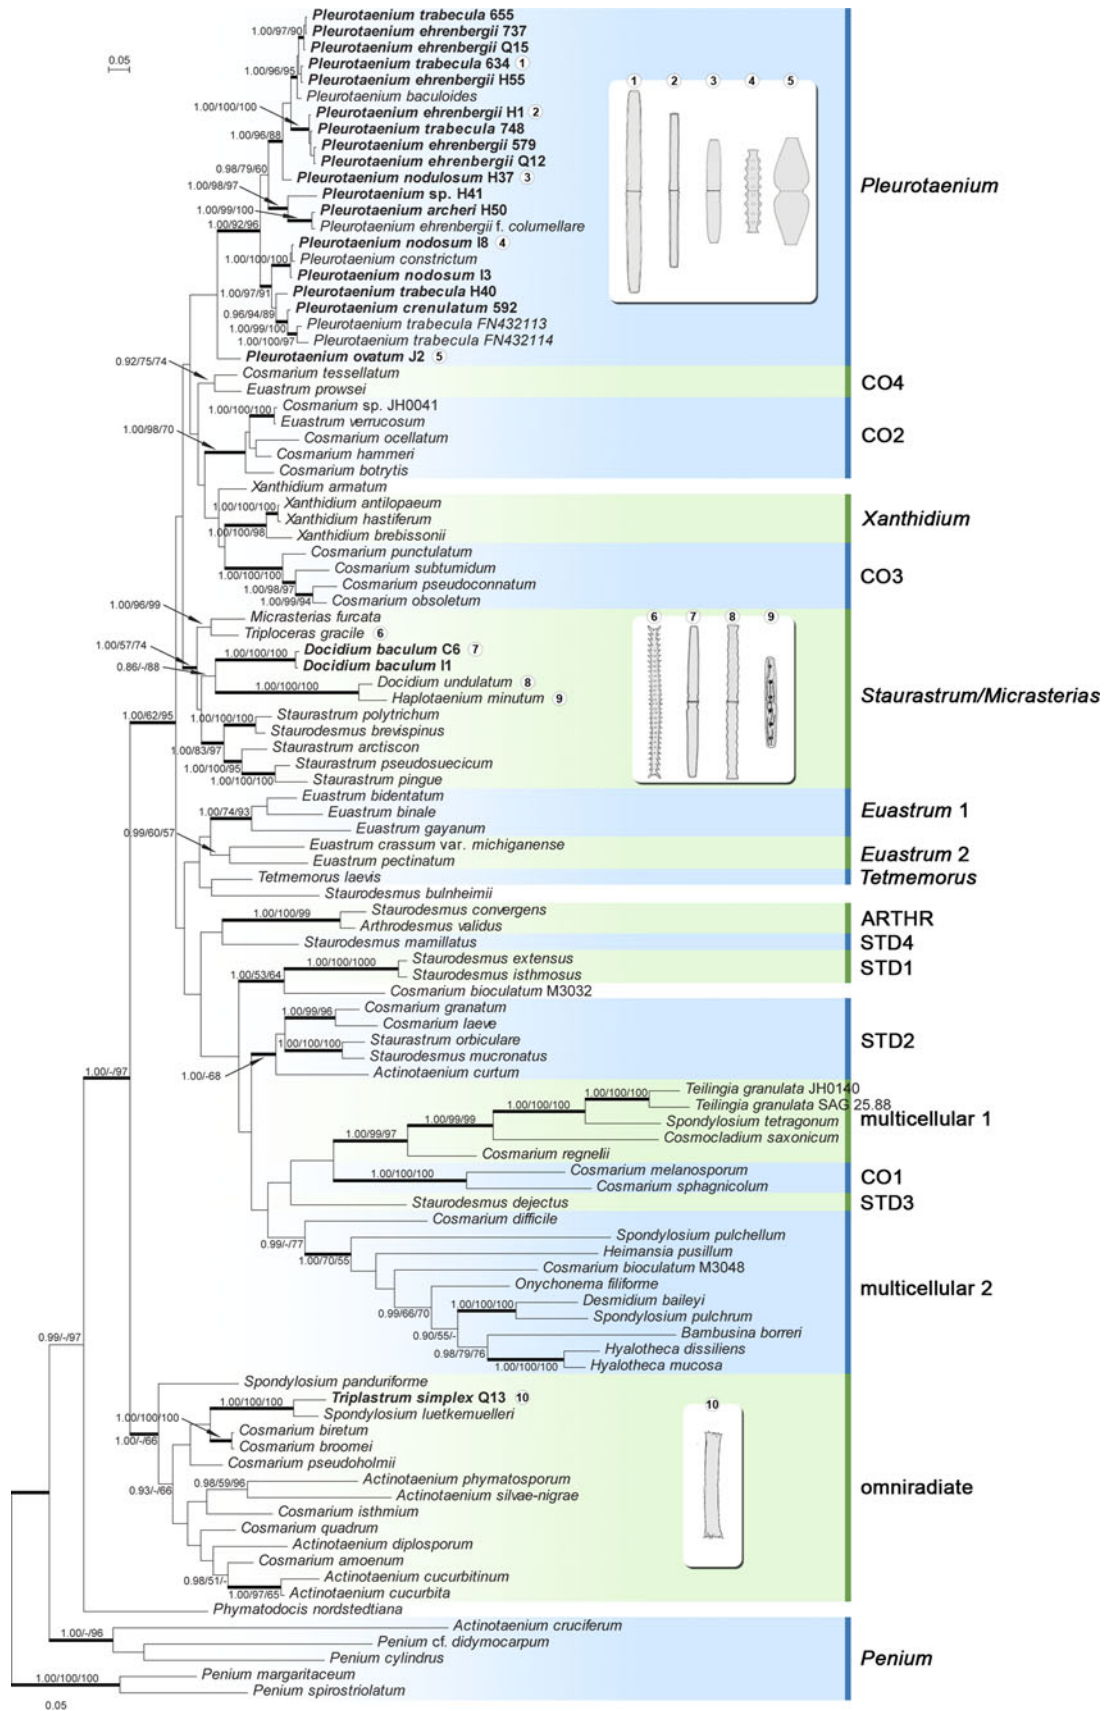 Pleurotaenium trabecula 655
1.00/97/90
Pleurotaenium ehrenbergii 737
Pleurotaenium ehrenbergii Q15
0.05
Pleurotaenium trabecula 634 1
1.00/96/95
Pleurotaenium ehrenbergii H55
Pleurotaenium baculoides
1.00/100/100
Pleurotaenium ehrenbergii H1 2
Pleurotaenium trabecula 748
1.00/96/88
Pleurotaenium ehrenbergii 579
Pleurotaenium ehrenbergii Q12
0.98/79/60
Pleurotaenium nodulosum H37 3
1.00/98/97
Pleurotaenium sp. H41
1.00/99/100
Pleurotaenium archeri H50
1.00/92/96
Pleurotaenium ehrenbergii f. columellare
Pleurotaenium nodosum I8 4
1.00/100/100
Pleurotaenium constrictum
1.00/97/91
Pleurotaenium nodosum I3
Pleurotaenium trabecula H40
0.96/94/89
Pleurotaenium crenulatum 592
1.00/99/100
Pleurotaenium trabecula FN432113
1.00/100/97
Pleurotaenium trabecula FN432114
Pleurotaenium ovatum J2 5
1 2 3 4 5
Pleurotaenium
0.92/75/74
Cosmarium tessellatum
Euastrum prowsei
CO4
1.00/100/100
Cosmarium sp. JH0041
Euastrum verrucosum
1.00/98/70
Cosmarium ocellatum
Cosmarium hammeri
Cosmarium botrytis
CO2
Xanthidium armatum
1.00/100/100
Xanthidium antilopaeum
Xanthidium hastiferum
1.00/100/98
Xanthidium brebissonii
Xanthidium
Cosmarium punctulatum
1.00/100/100
Cosmarium subtumidum
1.00/98/97
Cosmarium pseudoconnatum
1.00/99/94
Cosmarium obsoletum
CO3
1.00/96/99
Micrasterias furcata
Triploceras gracile 6
1.00/57/74
1.00/100/100
Docidium baculum C6 7
0.86/-/88
Docidium baculum I1
1.00/100/100
Docidium undulatum 8
Haplotaenium minutum 9
1.00/62/95
1.00/100/100
Staurastrum polytrichum
Staurodesmus brevispinus
1.00/83/97
Staurastrum arctiscon
1.00/100/95
Staurastrum pseudosuecicum
1.00/100/100
Staurastrum pingue
6 7 8 9
Staurastrum/Micrasterias
Euastrum bidentatum
1.00/74/93
Euastrum binale
Euastrum gayanum
Euastrum 1
0.99/60/57
Euastrum crassum var. michiganense
Euastrum pectinatum
Euastrum 2
Tetmemorus laevis
Tetmemorus
Staurodesmus bulnheimii
1.00/100/99
Staurodesmus convergens
Arthrodesmus validus
ARTHR
Staurodesmus mamillatus
STD4
1.00/100/1000
Staurodesmus extensus
1.00/53/64
Staurodesmus isthmosus
STD1
Cosmarium bioculatum M3032
1.00/99/96
Cosmarium granatum
Cosmarium laeve
1.00/100/100
Staurastrum orbiculare
Staurodesmus mucronatus
1.00/-68
Actinotaenium curtum
STD2
1.00/-/97
1.00/100/100
Teilingia granulata JH0140
1.00/100/100
Teilingia granulata SAG 25.88
1.00/99/99
Spondylosium tetragonum
1.00/99/97
Cosmocladium saxonicum
Cosmarium regnelii
multicellular 1
1.00/100/100
Cosmarium melanosporum
Cosmarium sphagnicolum
CO1
Staurodesmus dejectus
STD3
Cosmarium difficile
0.99/-/77
Spondylosium pulchellum
1.00/70/55
Heimansia pusillum
Cosmarium bioculatum M3048
Onychonema filiforme
0.99/66/70
1.00/100/100
Desmidium baileyi
Spondylosium pulchrum
0.90/55/-
Bambusina borreri
0.98/79/76
Hyalotheca dissiliens
1.00/100/100
Hyalotheca mucosa
multicellular 2
0.99/-/97
Spondylosium panduriforme
1.00/100/100
Triplastrum simplex Q13 10
Spondylosium luetkemuelleri
1.00/100/100
Cosmarium biretum
1.00/-/66
Cosmarium broomei
Cosmarium pseudoholmii
0.93/-/66
0.98/59/96
Actinotaenium phymatosporum
Actinotaenium silvae-nigrae
Cosmarium isthmium
Cosmarium quadrum
Actinotaenium diplosporum
Cosmarium amoenum
0.98/51/-
Actinotaenium cucurbitinum
1.00/97/65
Actinotaenium cucurbita
10
omniradiate
Phymatodocis nordstedtiana
Actinotaenium cruciferum
1.00/-/96
Penium cf. didymocarpum
Penium cylindrus
1.00/100/100
Penium margaritaceum
Penium spirostriolatum
Penium
0.05